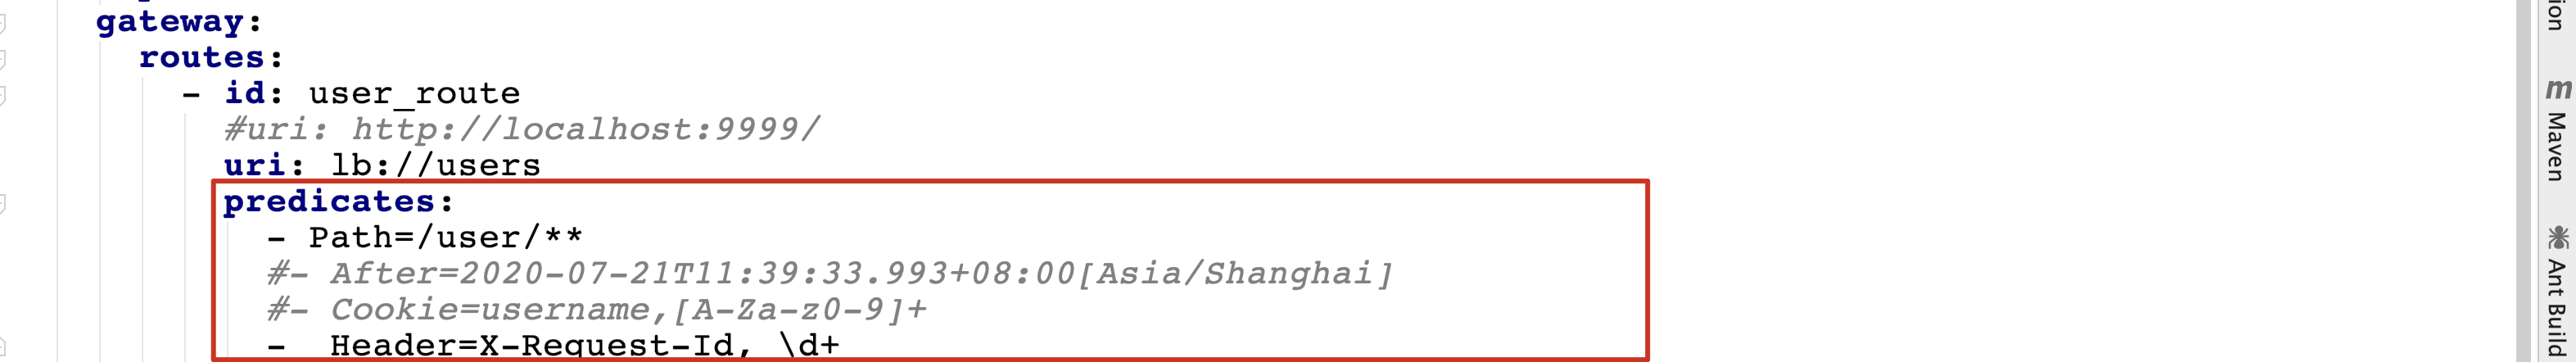 gateway:
routes:
- id: user_route
#uri: http://localhost:9999/
uri: lb://users
predicates:
- Path=/user/**
#- After=2020-07-21T11:39:33.993+08:00[Asia/Shanghai]
#- Cookie=username,[A-Za-z0-9]+
- Header=X-Request-Id, \d+
ion
m Maven
Ant Build